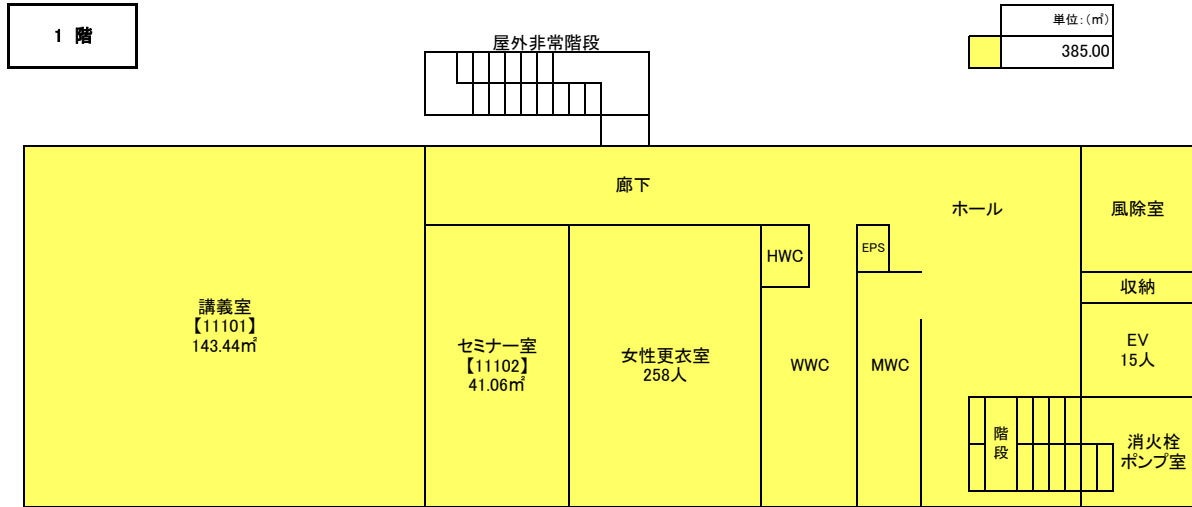 1 階
単位：（㎡）
385.00
屋外非常階段
廊下
ホール
風除室
HWC
EPS
収納
講義室
【11101】
143.44㎡
セミナー室
【11102】
41.06㎡
女性更衣室
258人
WWC
MWC
EV
15人
階
段
消火栓
ポンプ室